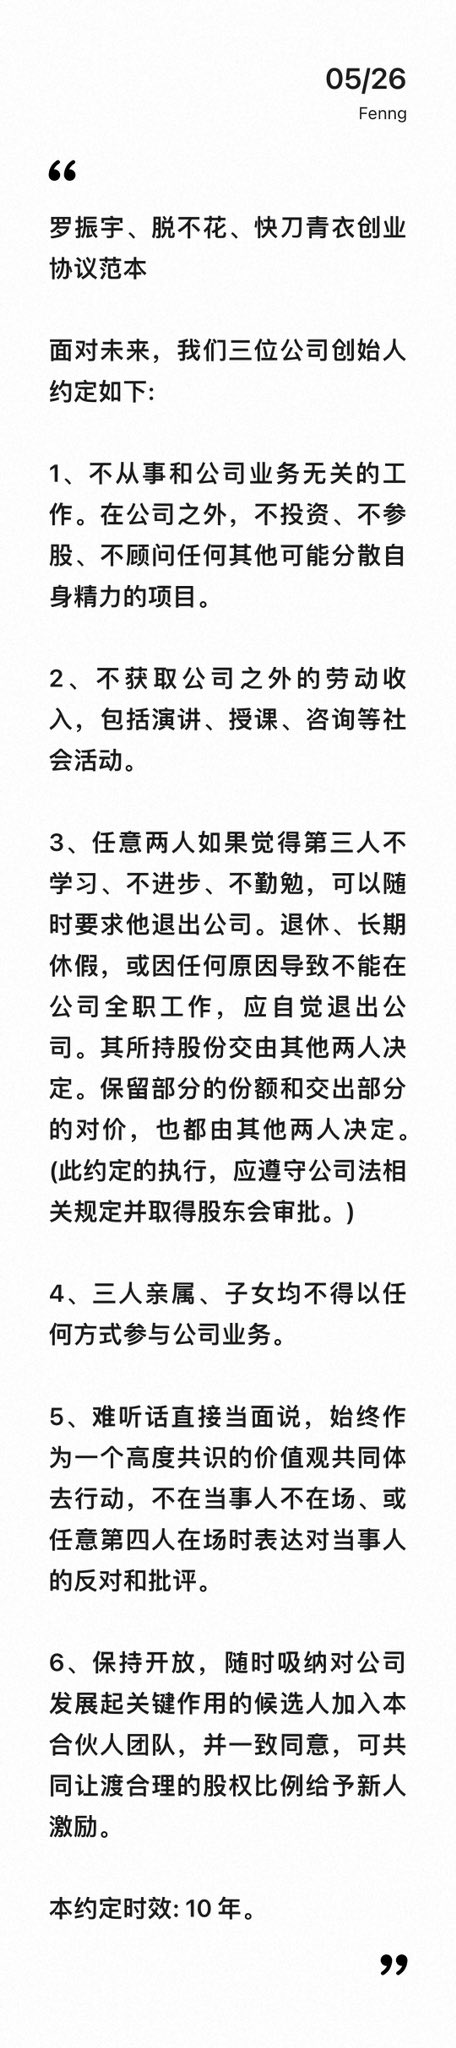 05/26
Fenng
“
罗振宇、脱不花、快刀青衣创业
协议范本
面对未来，我们三位公司创始人
约定如下:
1、不从事和公司业务无关的工
作。在公司之外，不投资、不参
股、不顾问任何其他可能分散自
身精力的项目。
2、不获取公司之外的劳动收
入，包括演讲、授课、咨询等社
会活动。
3、任意两人如果觉得第三人不
学习、不进步、不勤勉，可以随
时要求他退出公司。退休、长期
休假，或因任何原因导致不能在
公司全职工作，应自觉退出公
司。其所持股份交由其他两人决
定。保留部分的份额和交出部分
的对价，也都由其他两人决定。
(此约定的执行，应遵守公司法相
关规定并取得股东会审批。)
4、三人亲属、子女均不得以任
何方式参与公司业务。
5、难听话直接当面说，始终作
为一个高度共识的价值观共同体
去行动，不在当事人不在场、或
任意第四人在场时表达对当事人
的反对和批评。
6、保持开放，随时吸纳对公司
发展起关键作用的候选人加入本
合伙人团队，并一致同意，可共
同让渡合理的股权比例给予新人
激励。
本约定时效: 10 年。
”